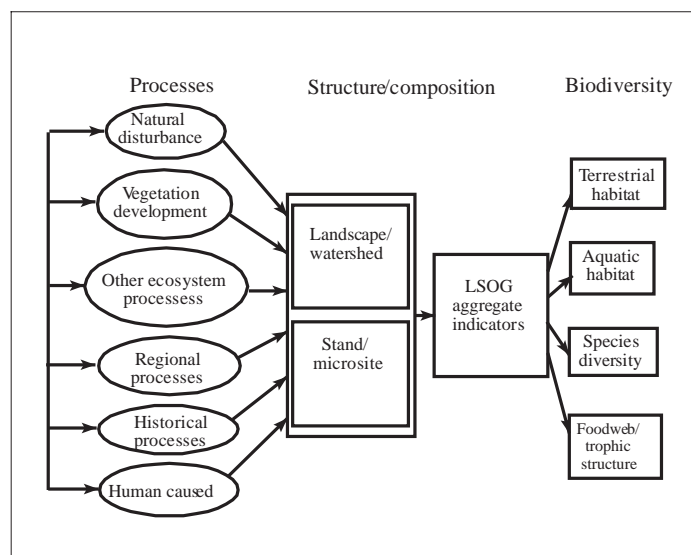 Processes
Structure/composition
Biodiversity
Natural
disturbance
Vegetation
development
Other ecosystem
processess
Regional
processes
Historical
processes
Human caused
Landscape/
watershed
Stand/
microsite
LSOG
aggregate
indicators
Terrestrial
habitat
Aquatic
habitat
Species
diversity
Foodweb/
trophic
structure